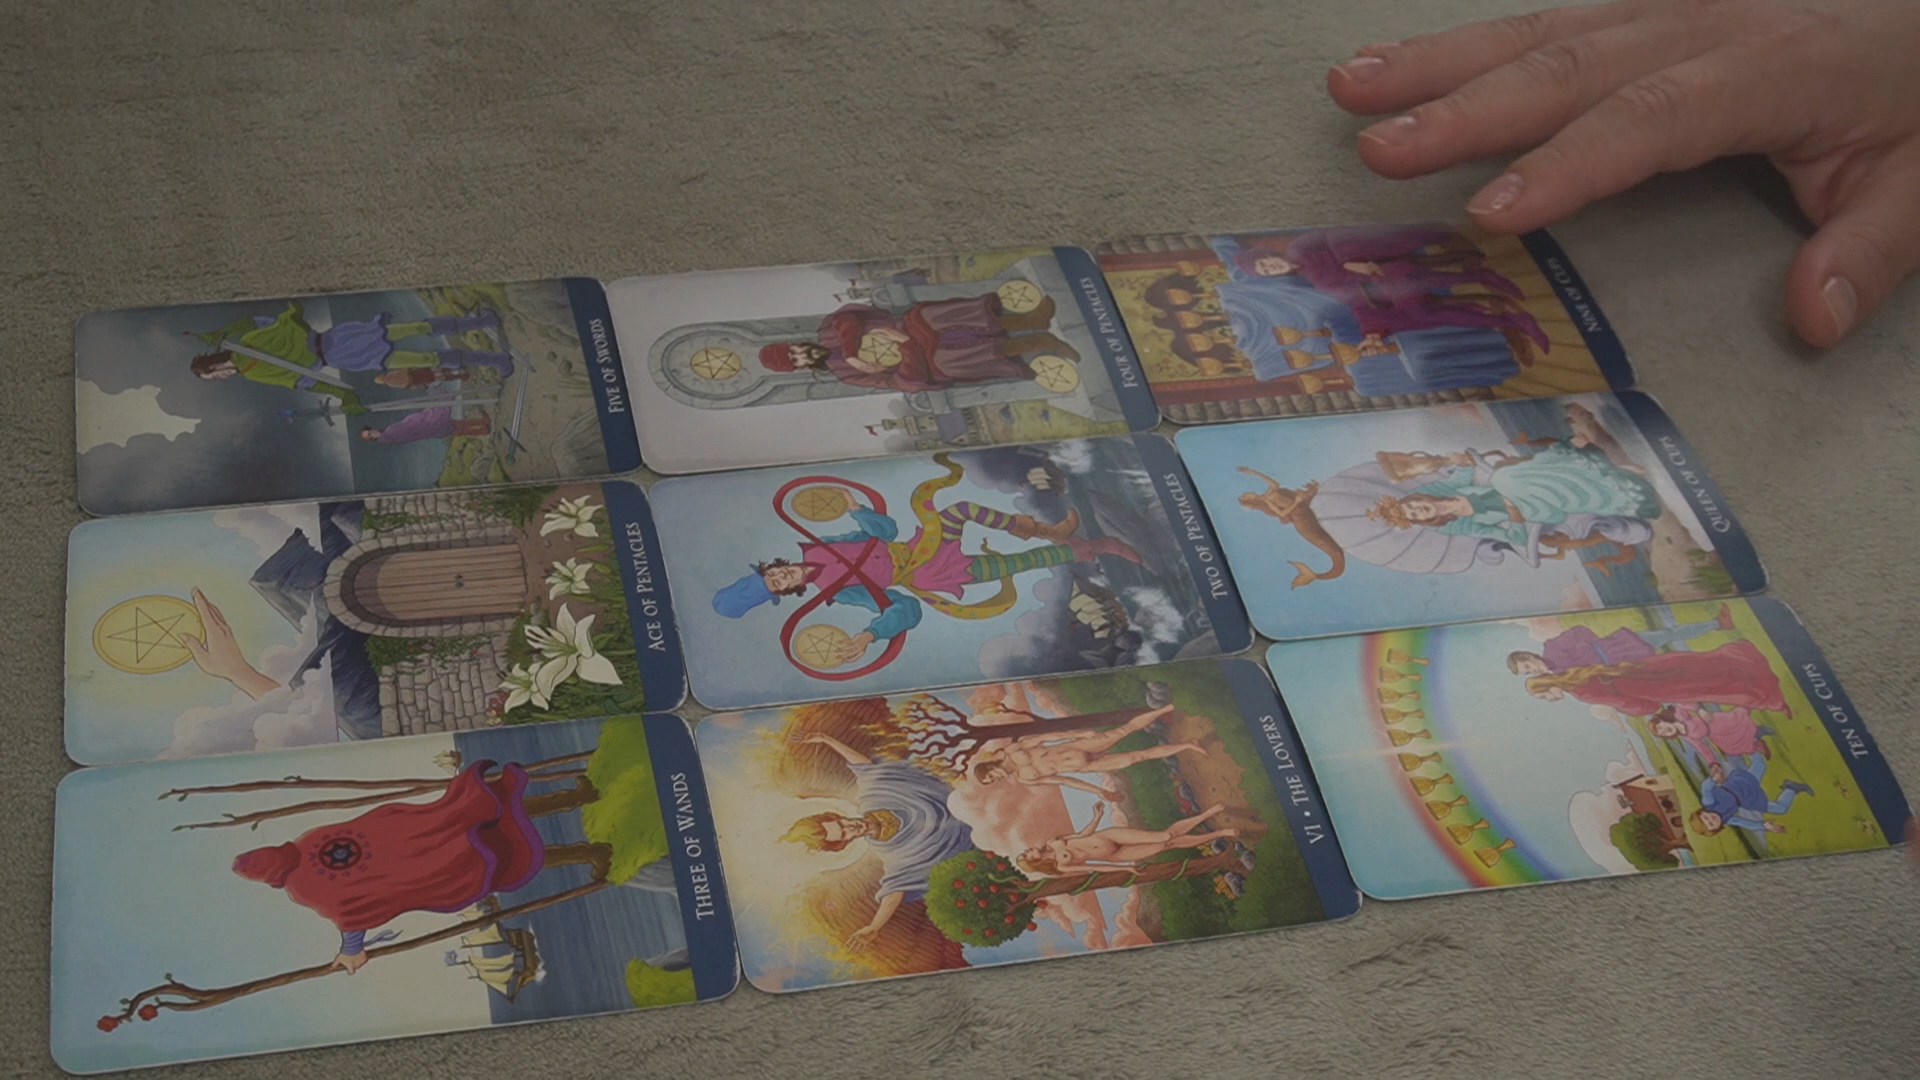 FIVE OF SWORDS
FOUR OF PENTACLES
NINE OF CUPS
ACE OF PENTACLES
TWO OF PENTACLES
QUEEN OF CUPS
THREE OF WANDS
VI • THE LOVERS
TEN OF CUPS